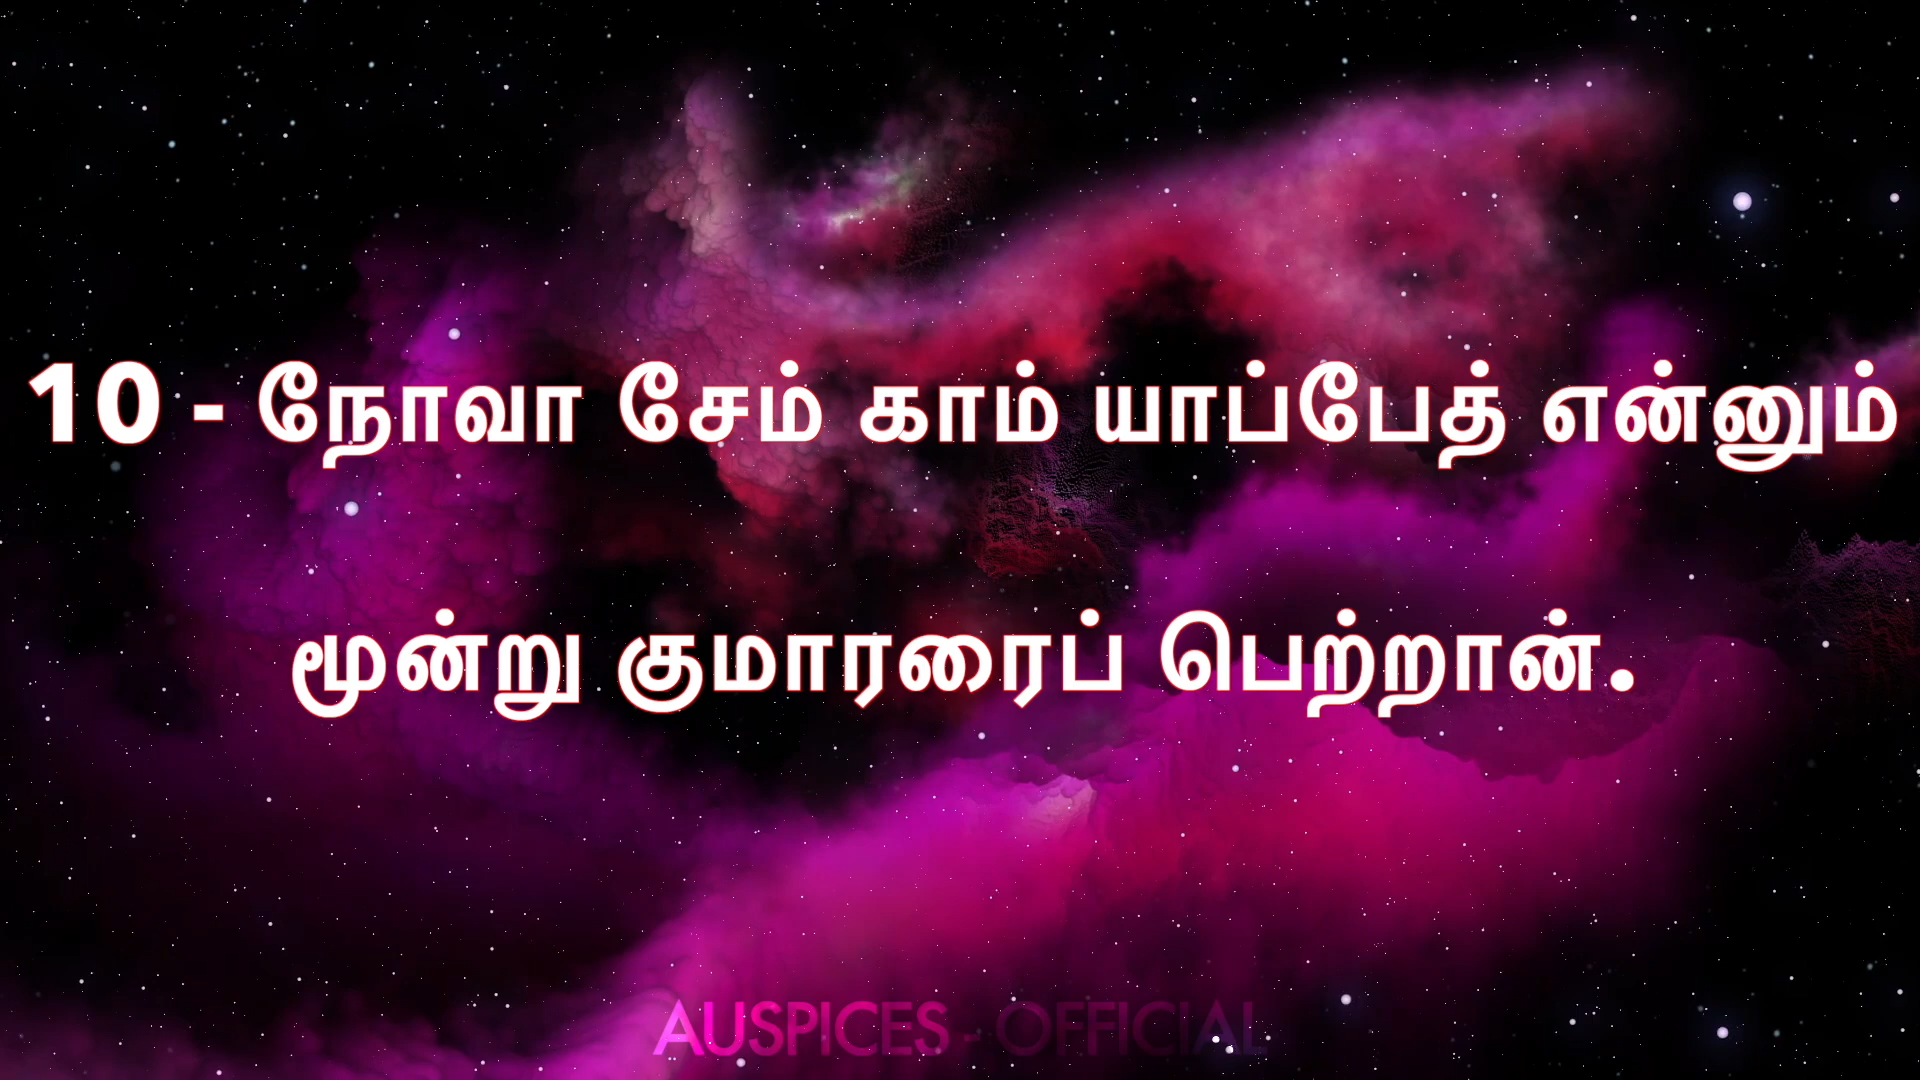 10 - நோவா சேம் காம் யாப்பேத் என்னும்
மூன்று குமாரரைப் பெற்றான்.
AUSPICES - OFFICIAL